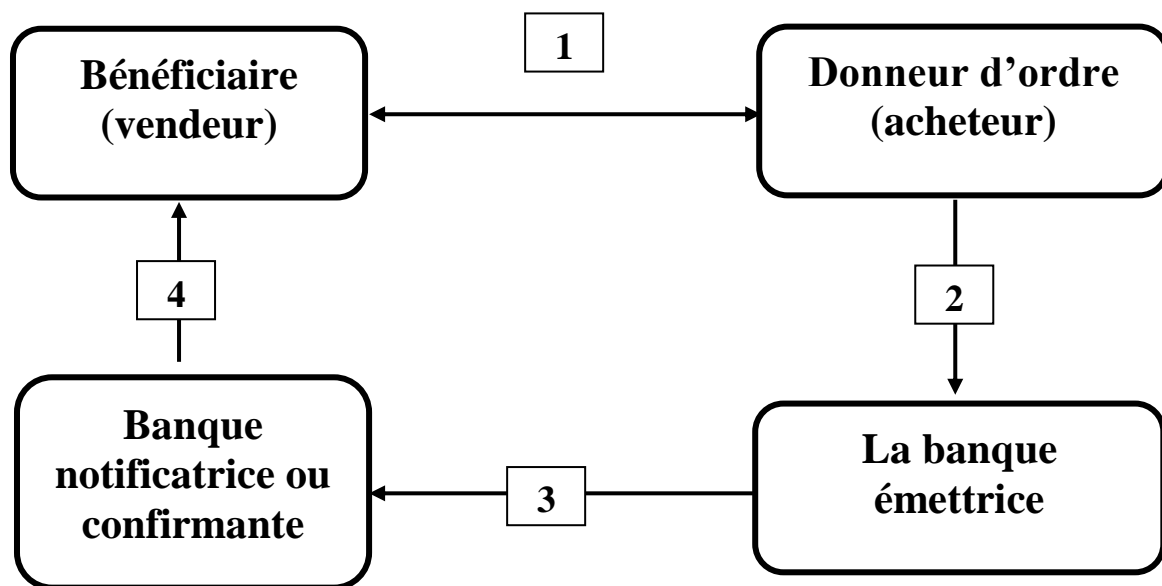 1
Bénéficiaire
(vendeur)
Donneur d’ordre
(acheteur)
4
2
Banque
notificatrice ou
confirmante
3
La banque
émettrice